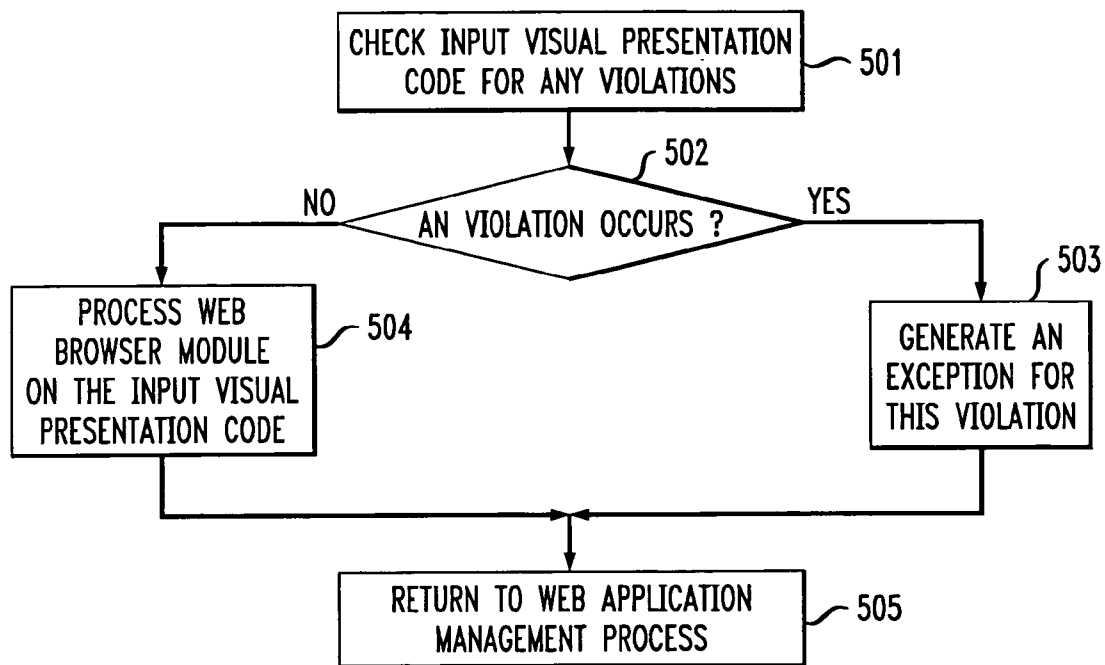 CHECK INPUT VISUAL PRESENTATION
CODE FOR ANY VIOLATIONS
501
502
NO
AN VIOLATION OCCURS ?
YES
503
PROCESS WEB
BROWSER MODULE
ON THE INPUT VISUAL
PRESENTATION CODE
504
GENERATE AN
EXCEPTION FOR
THIS VIOLATION
RETURN TO WEB APPLICATION
MANAGEMENT PROCESS
505